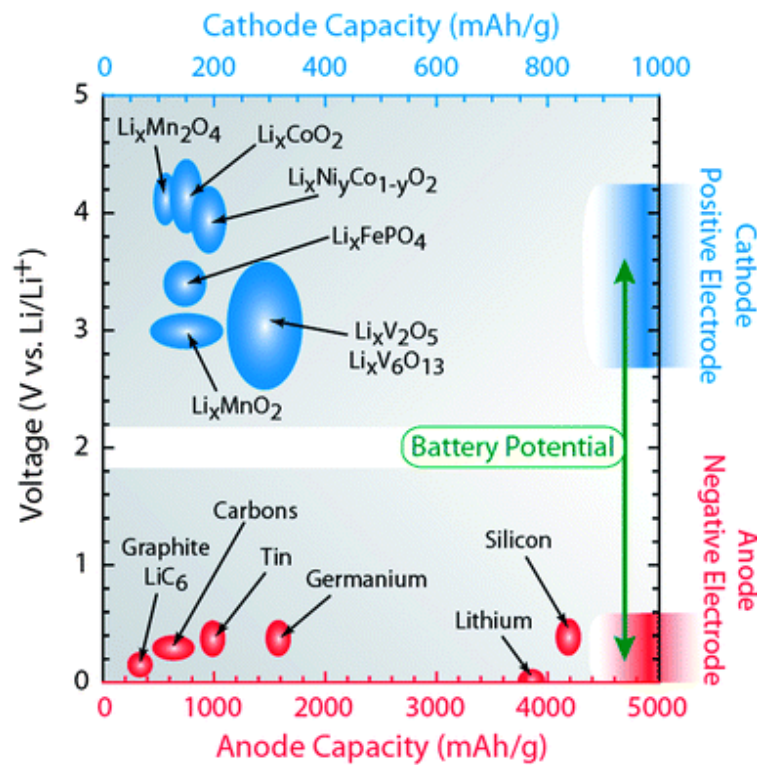 Cathode Capacity (mAh/g)
0 200 400 600 800 1000
5
4
3
2
1
0
Voltage (V vs. Li/Li⁺)
LiₓMn₂O₄
LiₓCoO₂
LiₓNiᵧCo₁₋ᵧO₂
LiₓFePO₄
LiₓV₂O₅
LiₓV₆O₁₃
LiₓMnO₂
Cathode
Positive Electrode
Battery Potential
Carbons
Graphite
LiC₆
Tin
Germanium
Silicon
Lithium
Anode
Negative Electrode
0 1000 2000 3000 4000 5000
Anode Capacity (mAh/g)